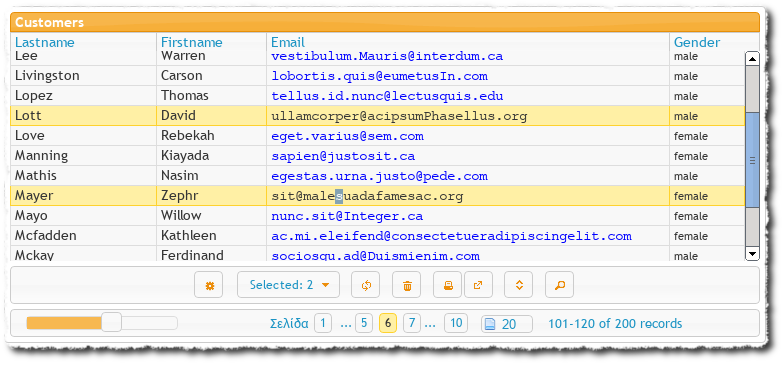 Customers
Lastname Firstname Email Gender
Lee Warren vestibulum.Mauris@interdum.ca male
Livingston Carson lobortis.quis@eumetusIn.com male
Lopez Thomas tellus.id.nunc@lectusquis.edu male
Lott David ullamcorper@acipsumPhasellus.org male
Love Rebekah eget.varius@sem.com female
Manning Kiayada sapien@justosit.ca female
Mathis Nasim egestas.urna.justo@pede.com male
Mayer Zephr sit@malesuadafamesac.org female
Mayo Willow nunc.sit@Integer.ca female
Mcfadden Kathleen ac.mi.eleifend@consectetueradipiscingelit.com female
Mckay Ferdinand sociosqu.ad@Duismienim.com male
Selected: 2
Σελίδα 1 ... 5 6 7 ... 10 20 101-120 of 200 records